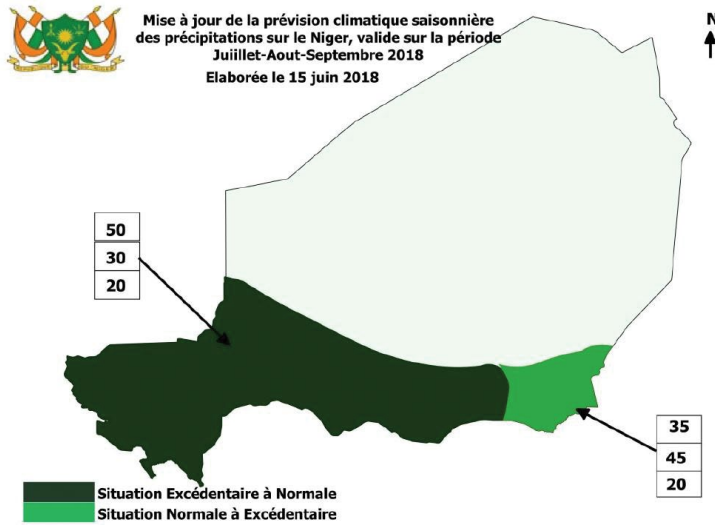 Mise à jour de la prévision climatique saisonnière
des précipitations sur le Niger, valide sur la période
Juiillet-Aout-Septembre 2018
Elaborée le 15 juin 2018
N
50
30
20
35
45
20
Situation Excédentaire à Normale
Situation Normale à Excédentaire